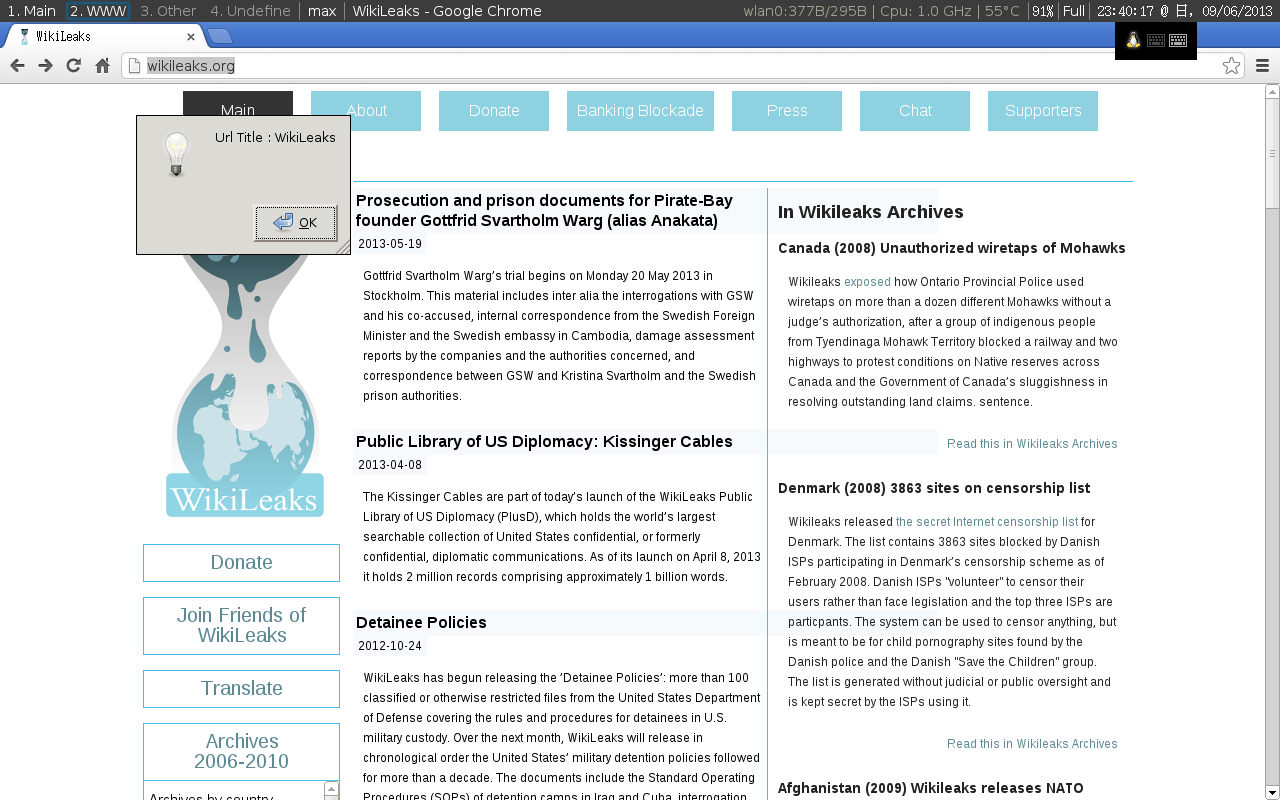 1. Main 2. WWW 3. Other 4. Undefine max WikiLeaks - Google Chrome wlan0:377B/295B | Cpu: 1.0 GHz | 55°C 91% Full 23:40:17 @ 日, 09/06/2013
WikiLeaks
wikileaks.org
Main About Donate Banking Blockade Press Chat Supporters
Url Title : WikiLeaks
OK
WikiLeaks
Donate
Join Friends of
WikiLeaks
Translate
Archives
2006-2010
Archives by country
Prosecution and prison documents for Pirate-Bay
founder Gottfrid Svartholm Warg (alias Anakata)
2013-05-19
Gottfrid Svartholm Warg's trial begins on Monday 20 May 2013 in
Stockholm. This material includes inter alia the interrogations with GSW
and his co-accused, internal correspondence from the Swedish Foreign
Minister and the Swedish embassy in Cambodia, damage assessment
reports by the companies and the authorities concerned, and
correspondence between GSW and Kristina Svartholm and the Swedish
prison authorities.
Public Library of US Diplomacy: Kissinger Cables
2013-04-08
The Kissinger Cables are part of today's launch of the WikiLeaks Public
Library of US Diplomacy (PlusD), which holds the world's largest
searchable collection of United States confidential, or formerly
confidential, diplomatic communications. As of its launch on April 8, 2013
it holds 2 million records comprising approximately 1 billion words.
Detainee Policies
2012-10-24
WikiLeaks has begun releasing the 'Detainee Policies': more than 100
classified or otherwise restricted files from the United States Department
of Defense covering the rules and procedures for detainees in U.S.
military custody. Over the next month, WikiLeaks will release in
chronological order the United States' military detention policies followed
for more than a decade. The documents include the Standard Operating
Procedures (SOPs) of detention camps in Iraq and Cuba, interrogation
In Wikileaks Archives
Canada (2008) Unauthorized wiretaps of Mohawks
Wikileaks exposed how Ontario Provincial Police used
wiretaps on more than a dozen different Mohawks without a
judge's authorization, after a group of indigenous people
from Tyendinaga Mohawk Territory blocked a railway and two
highways to protest conditions on Native reserves across
Canada and the Government of Canada's sluggishness in
resolving outstanding land claims. sentence.
Read this in Wikileaks Archives
Denmark (2008) 3863 sites on censorship list
Wikileaks released the secret Internet censorship list for
Denmark. The list contains 3863 sites blocked by Danish
ISPs participating in Denmark's censorship scheme as of
February 2008. Danish ISPs "volunteer" to censor their
users rather than face legislation and the top three ISPs are
particpants. The system can be used to censor anything, but
is meant to be for child pornography sites found by the
Danish police and the Danish "Save the Children" group.
The list is generated without judicial or public oversight and
is kept secret by the ISPs using it.
Read this in Wikileaks Archives
Afghanistan (2009) Wikileaks releases NATO